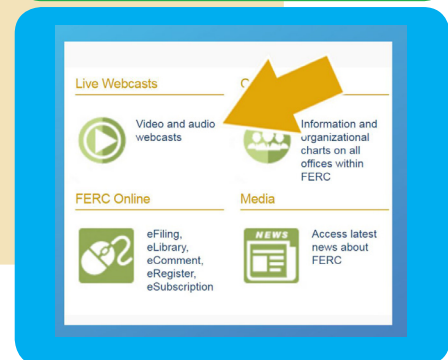 Live Webcasts
Video and audio
webcasts
Information and
organizational
charts on all
offices within
FERC
FERC Online
eFiling,
eLibrary,
eComment,
eRegister,
eSubscription
Media
NEWS
Access latest
news about
FERC